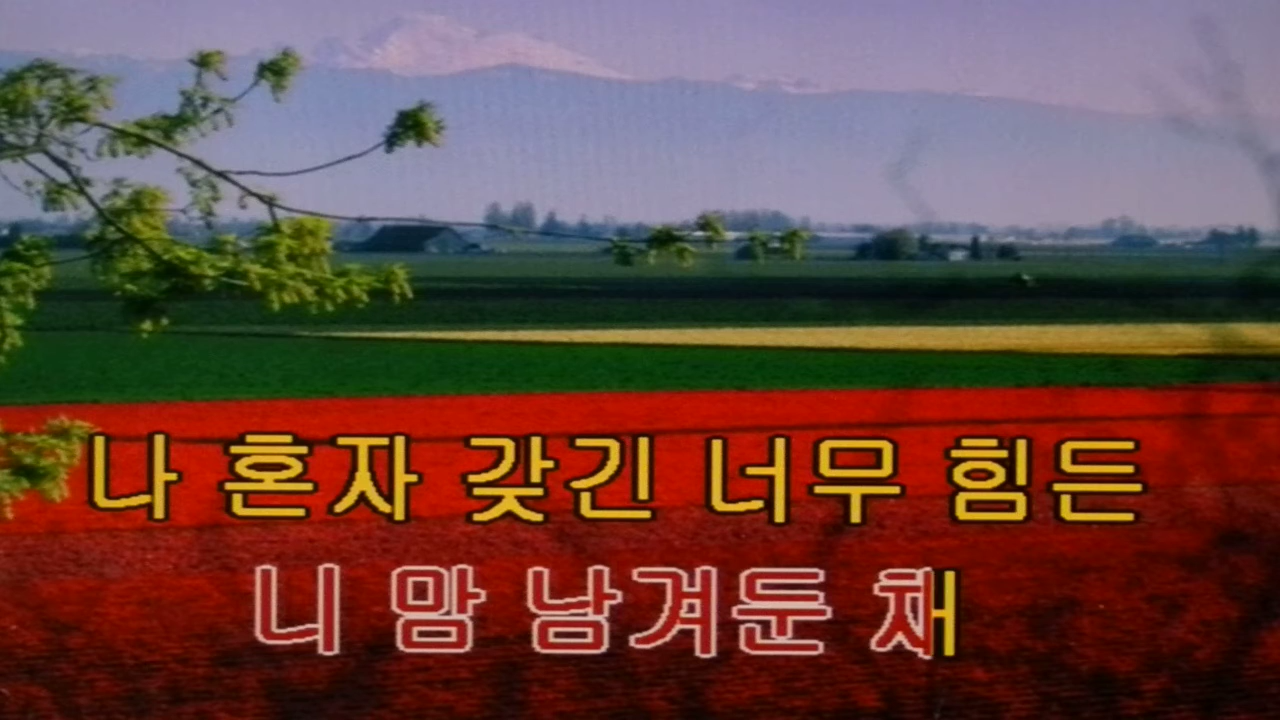 나 혼자 갖긴 너무 힘든
니 맘 남겨둔 채